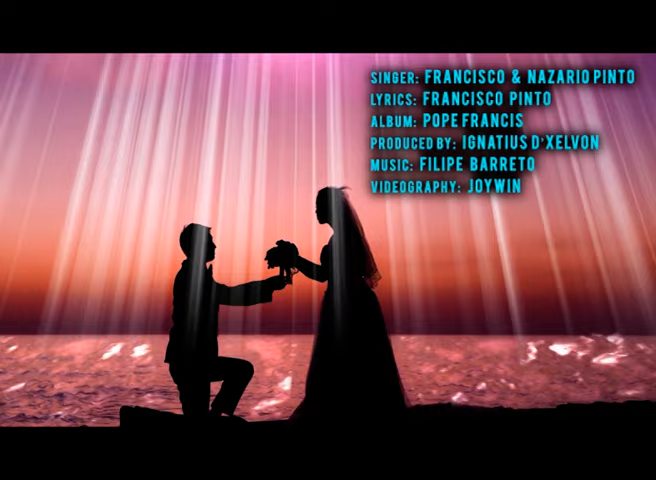 SINGER: FRANCISCO & NAZARIO PINTO
LYRICS: FRANCISCO PINTO
ALBUM: POPE FRANCIS
PRODUCED BY: IGNATIUS D'XELVON
MUSIC: FILIPE BARRETO
VIDEOGRAPHY: JOYWIN